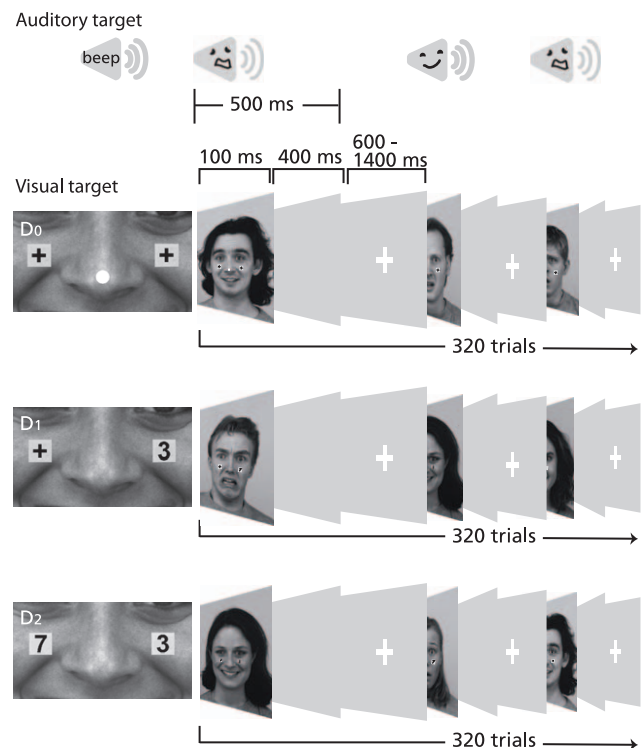 Auditory target
beep
500 ms
600 -
100 ms 400 ms 1400 ms
Visual target
D0
+ +
320 trials
D1
+ 3
320 trials
D2
7 3
320 trials